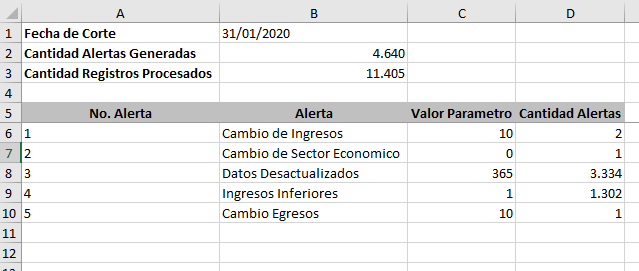 A B C D
1 Fecha de Corte 31/01/2020
2 Cantidad Alertas Generadas 4.640
3 Cantidad Registros Procesados 11.405
4
5 No. Alerta Alerta Valor Parametro Cantidad Alertas
6 1 Cambio de Ingresos 10 2
7 2 Cambio de Sector Economico 0 1
8 3 Datos Desactualizados 365 3.334
9 4 Ingresos Inferiores 1 1.302
10 5 Cambio Egresos 10 1
11
12